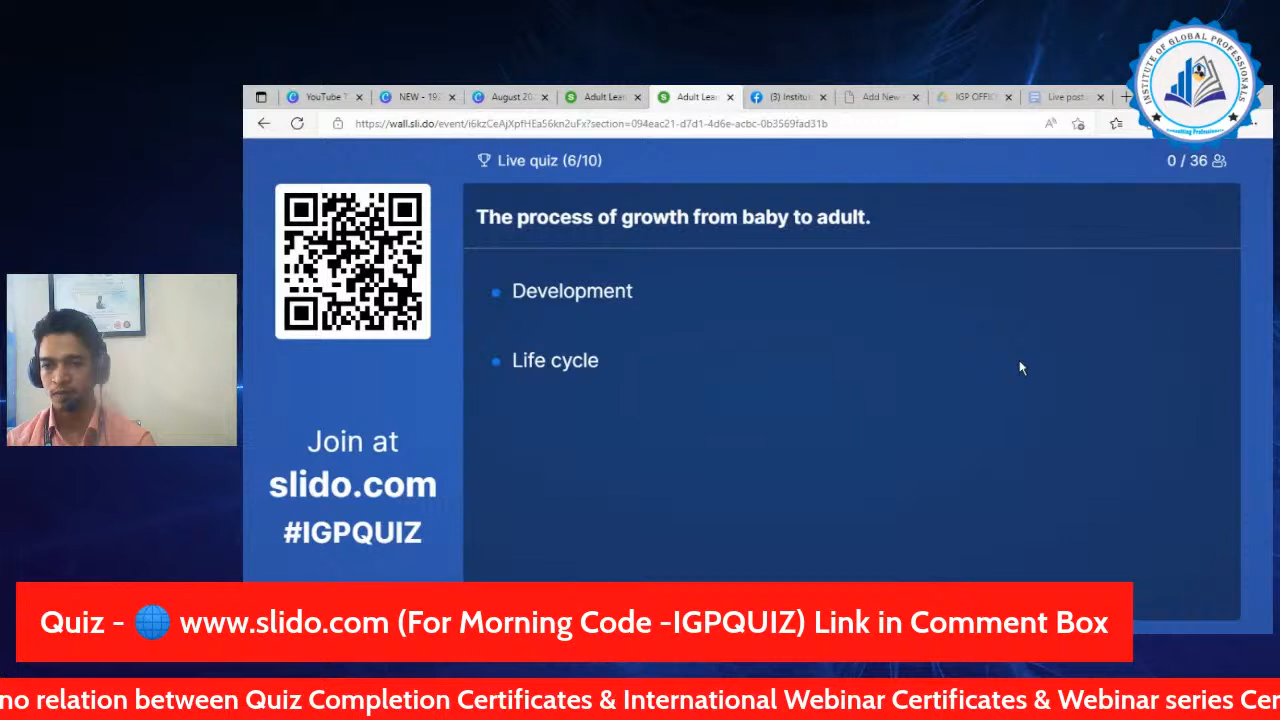 INSTITUTE OF GLOBAL PROFESSIONALS
YouTube T
NEW - 192
August 202
Adult Lear
Adult Lear
(3) Institu
Add New
IGP OFFIC
Live post
https://wall.sli.do/event/i6kzCeAjXpfHEa56kn2uFx?section=094eac21-d7d1-4d6e-acbc-0b3569fad31b
Live quiz (6/10)
0 / 36
The process of growth from baby to adult.
Development
Life cycle
Join at
slido.com
#IGPQUIZ
Quiz - 🌐 www.slido.com (For Morning Code -IGPQUIZ) Link in Comment Box
no relation between Quiz Completion Certificates & International Webinar Certificates & Webinar series Cer